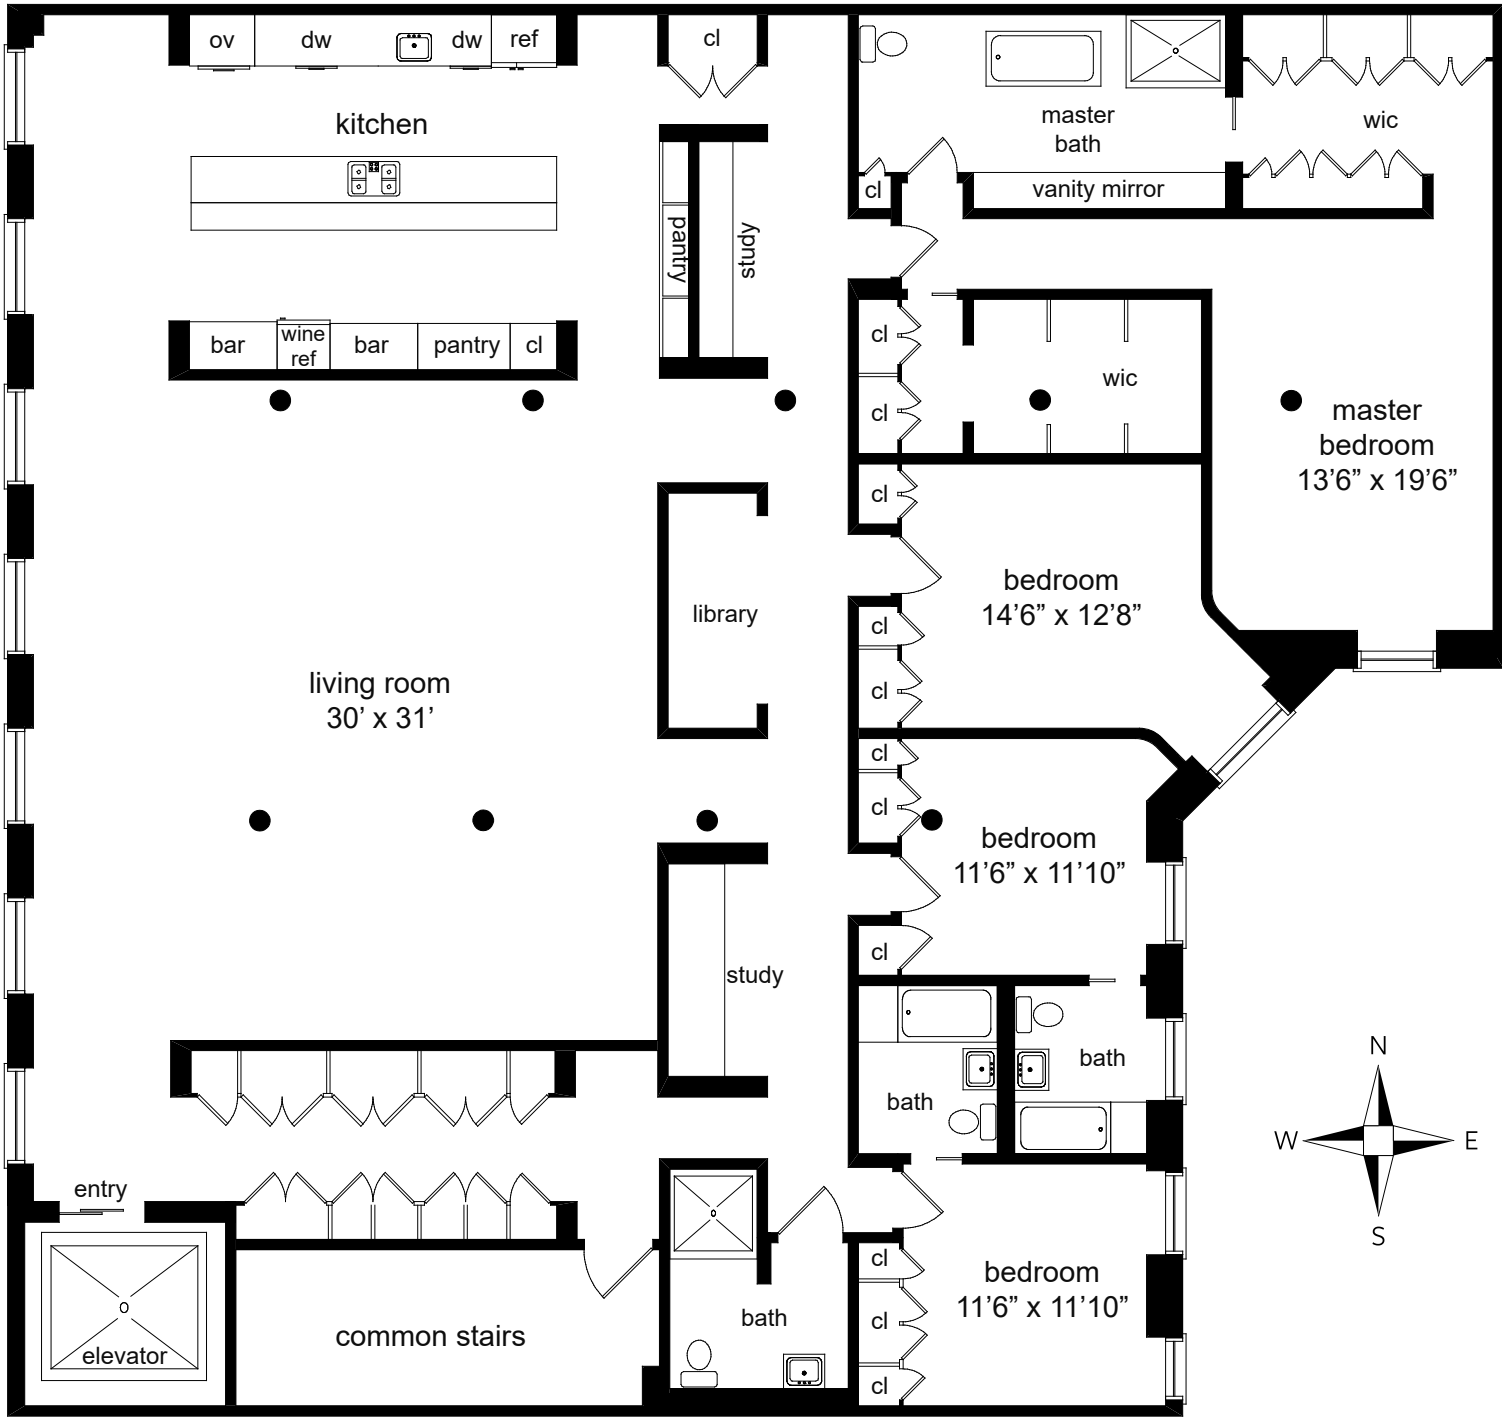 ov
dw
dw
ref
cl
kitchen
master
bath
wic
cl
vanity mirror
pantry
study
bar
wine
ref
bar
pantry
cl
cl
cl
wic
master
bedroom
13’6” x 19’6”
cl
bedroom
14’6” x 12’8”
library
cl
cl
living room
30’ x 31’
cl
cl
bedroom
11’6” x 11’10”
cl
study
bath
bath
entry
elevator
common stairs
bath
cl
cl
cl
bedroom
11’6” x 11’10”
N
W
E
S